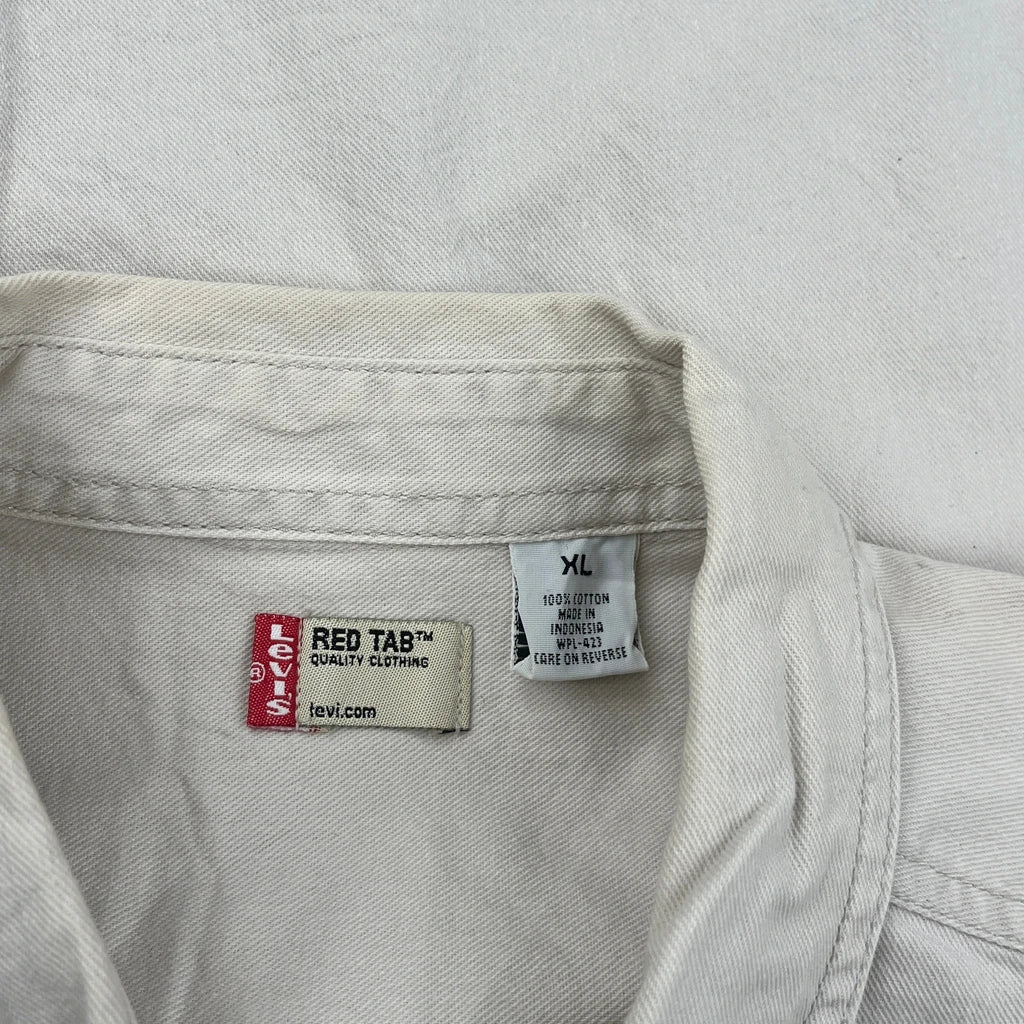 LEVI'S
®
RED TAB™
QUALITY CLOTHING
levi.com
XL
100% COTTON
MADE IN
INDONESIA
WPL-423
CARE ON REVERSE